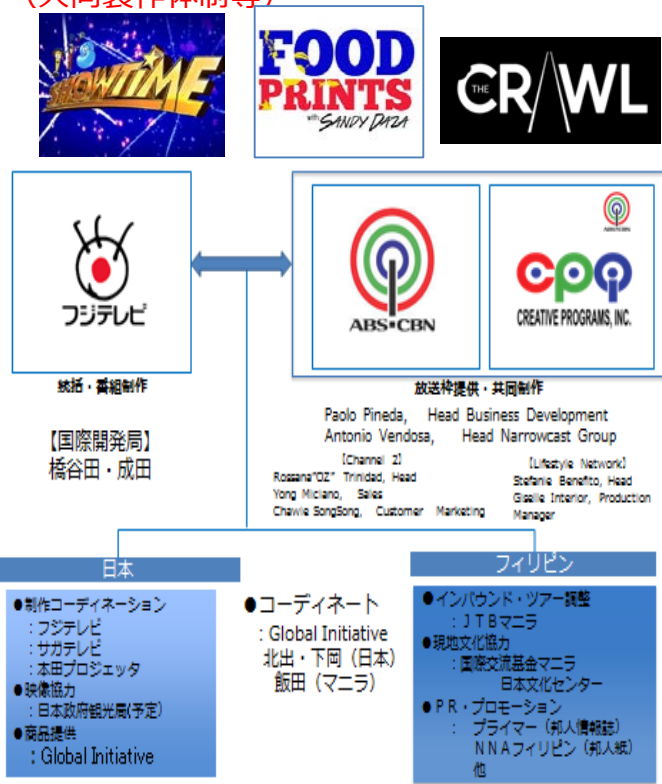 (共同製作体制等)
It's
SHOWTIME
FOOD
PRINTS
with SANDY DAZA
THE CRAWL
フジテレビ
ABS-CBN
ABS-CBN
cpi
CREATIVE PROGRAMS, INC.
統括・番組制作
放送枠提供・共同制作
【国際開発局】
橋谷田・成田
Paolo Pineda, Head Business Development
Antonio Vendosa, Head Narrowcast Group
[Channel 2]
Rossana"OZ" Trinidad, Head
Yong Miciano, Sales
Chawie SongSong, Customer Marketing
[Lifestyle Network]
Stefanie Benefito, Head
Giselle Interior, Production
Manager
日本
●制作コーディネーション
:フジテレビ
:サガテレビ
:本田プロジェッタ
●映像協力
:日本政府観光局(予定)
●商品提供
:Global Initiative
●コーディネート
:Global Initiative
北出・下岡(日本)
飯田(マニラ)
フィリピン
●インバウンド・ツアー調整
:JTBマニラ
●現地文化協力
:国際交流基金マニラ
日本文化センター
●PR・プロモーション
: プライマー(邦人情報誌)
NNAフィリピン(邦人紙)
他